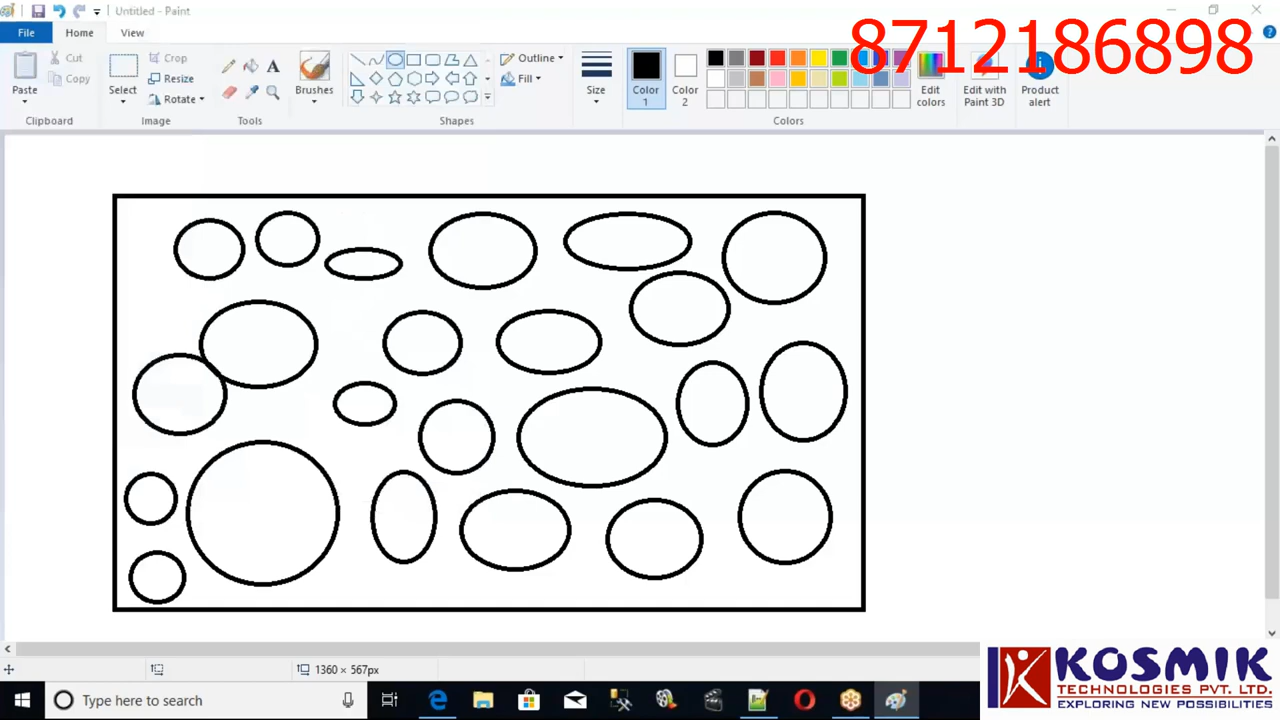 Untitled - Paint
8712186898
File Home View
Paste Cut Copy
Clipboard
Select Crop Resize Rotate
Image
A
Tools
Brushes
Shapes
Outline Fill
Size
Color 1 Color 2
Edit colors
Colors
Edit with Paint 3D
Product alert
1360 × 567px
Type here to search
KOSMIK
TECHNOLOGIES PVT. LTD.
EXPLORING NEW POSSIBILITIES